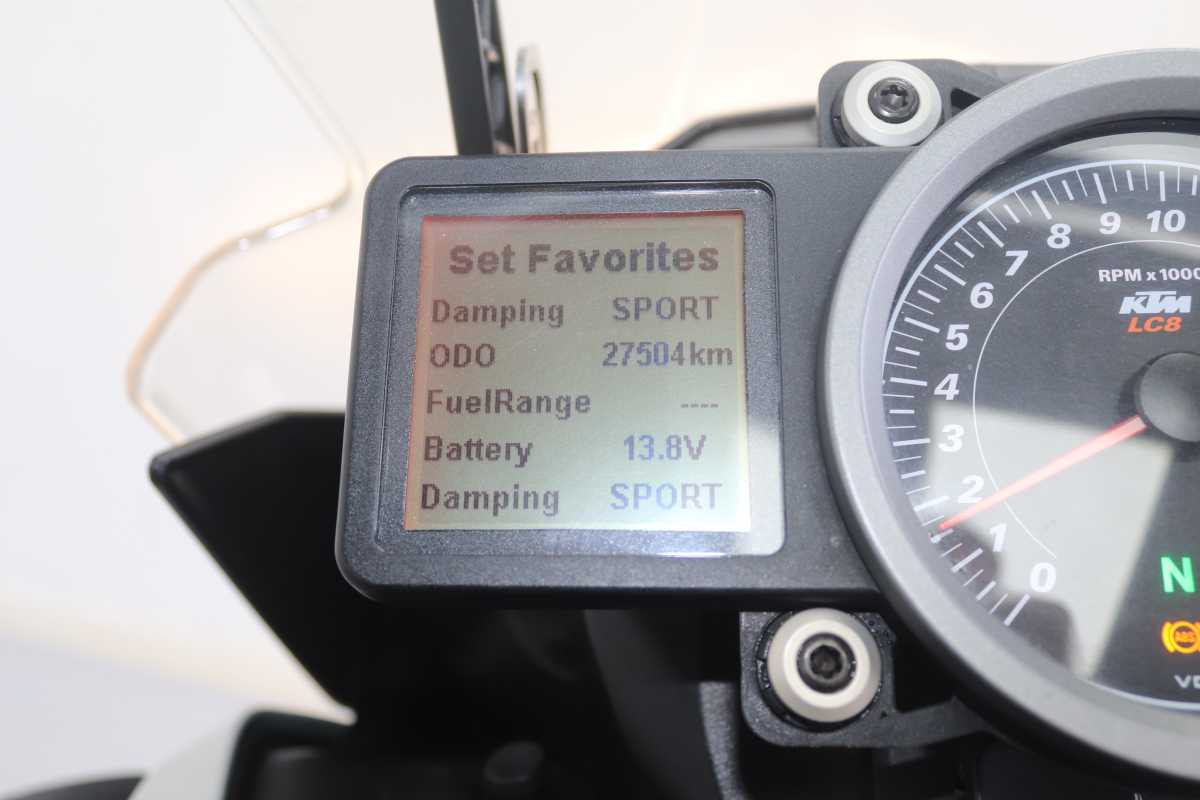 Set Favorites
Damping SPORT
ODO 27504km
FuelRange ----
Battery 13.8V
Damping SPORT
10
9
8
7
6
5
4
3
2
1
0
RPM x 1000
KTM
LC8
N
ABS